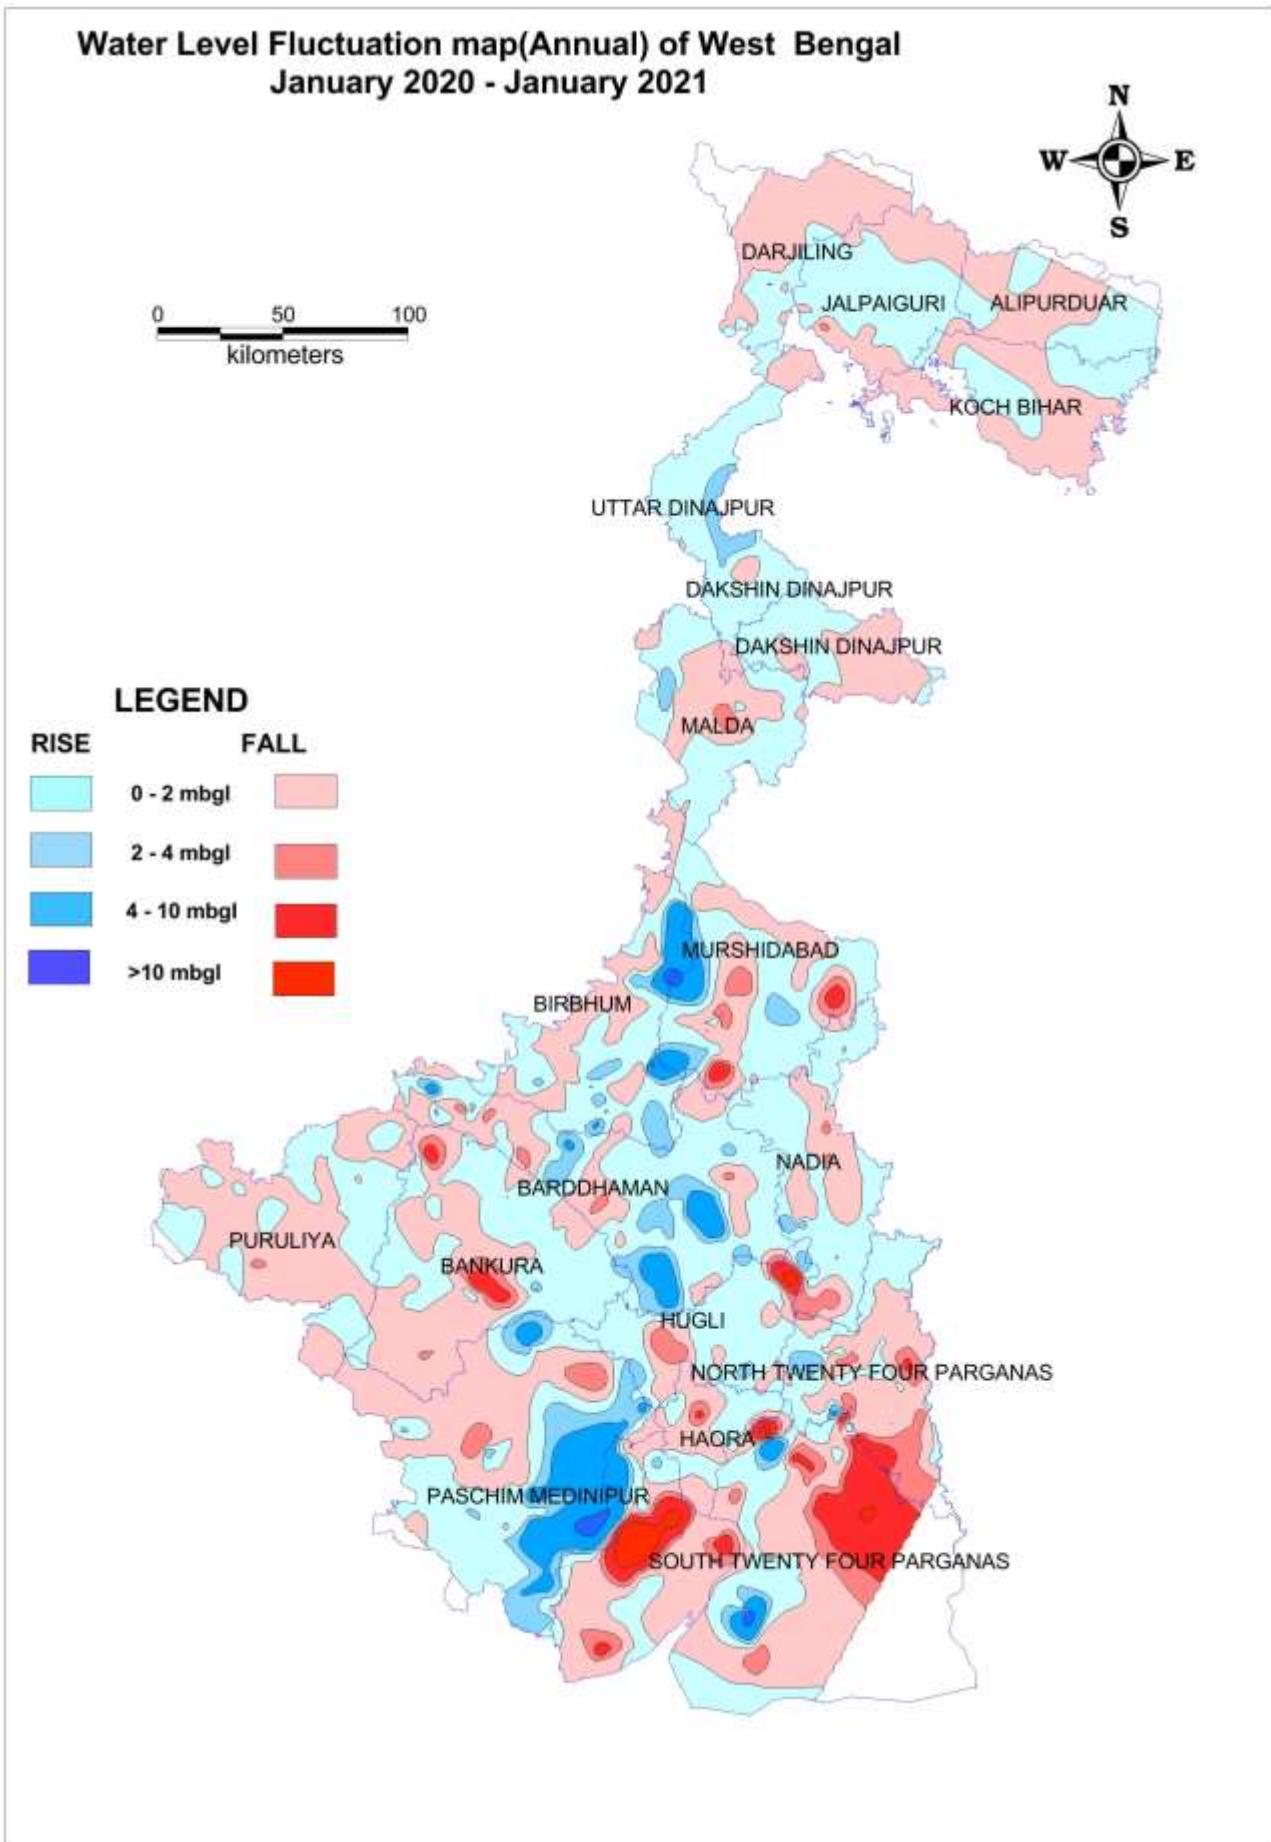 Water Level Fluctuation map(Annual) of West Bengal
January 2020 - January 2021
N
W E
S
DARJILING
JALPAIGURI
ALIPURDUAR
0 50 100
kilometers
KOCH BIHAR
UTTAR DINAJPUR
DAKSHIN DINAJPUR
DAKSHIN DINAJPUR
MALDA
LEGEND
RISE FALL
0 - 2 mbgl
2 - 4 mbgl
4 - 10 mbgl
>10 mbgl
MURSHIDABAD
BIRBHUM
NADIA
BARDDHAMAN
PURULIYA
BANKURA
HUGLI
NORTH TWENTY FOUR PARGANAS
HAORA
PASCHIM MEDINIPUR
SOUTH TWENTY FOUR PARGANAS